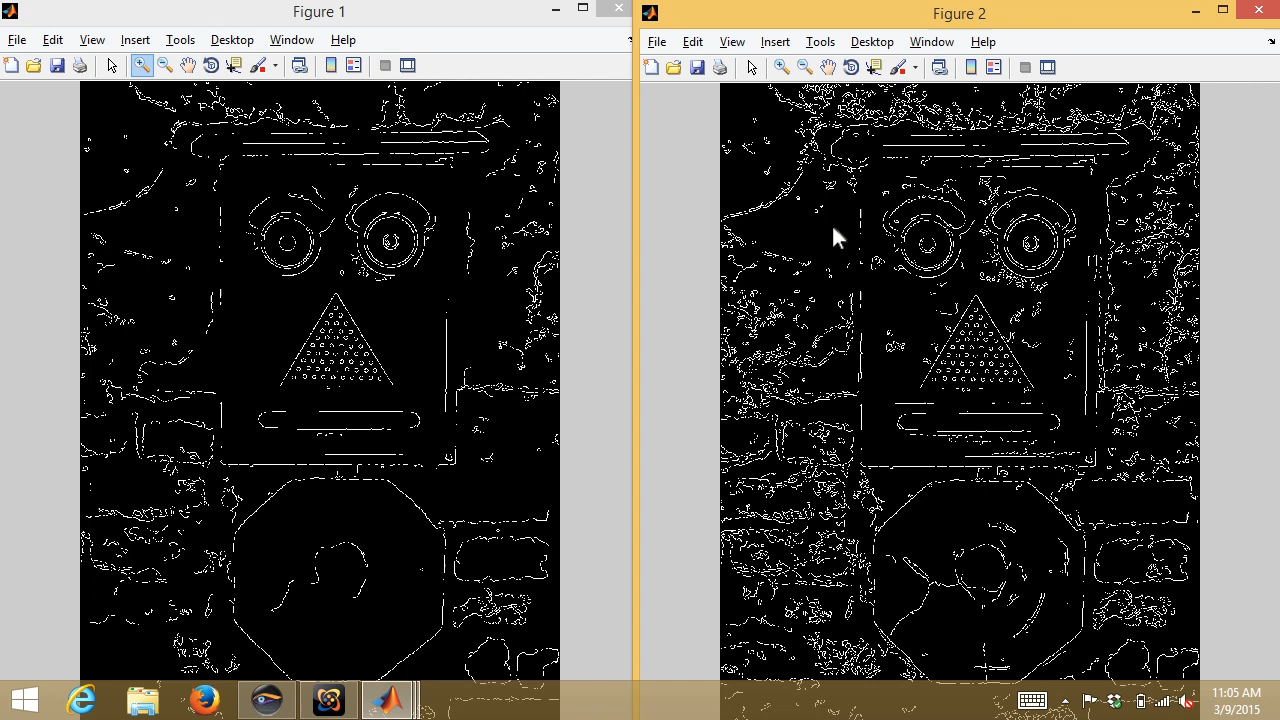 Figure 1
File Edit View Insert Tools Desktop Window Help
Figure 2
File Edit View Insert Tools Desktop Window Help
11:05 AM
3/9/2015